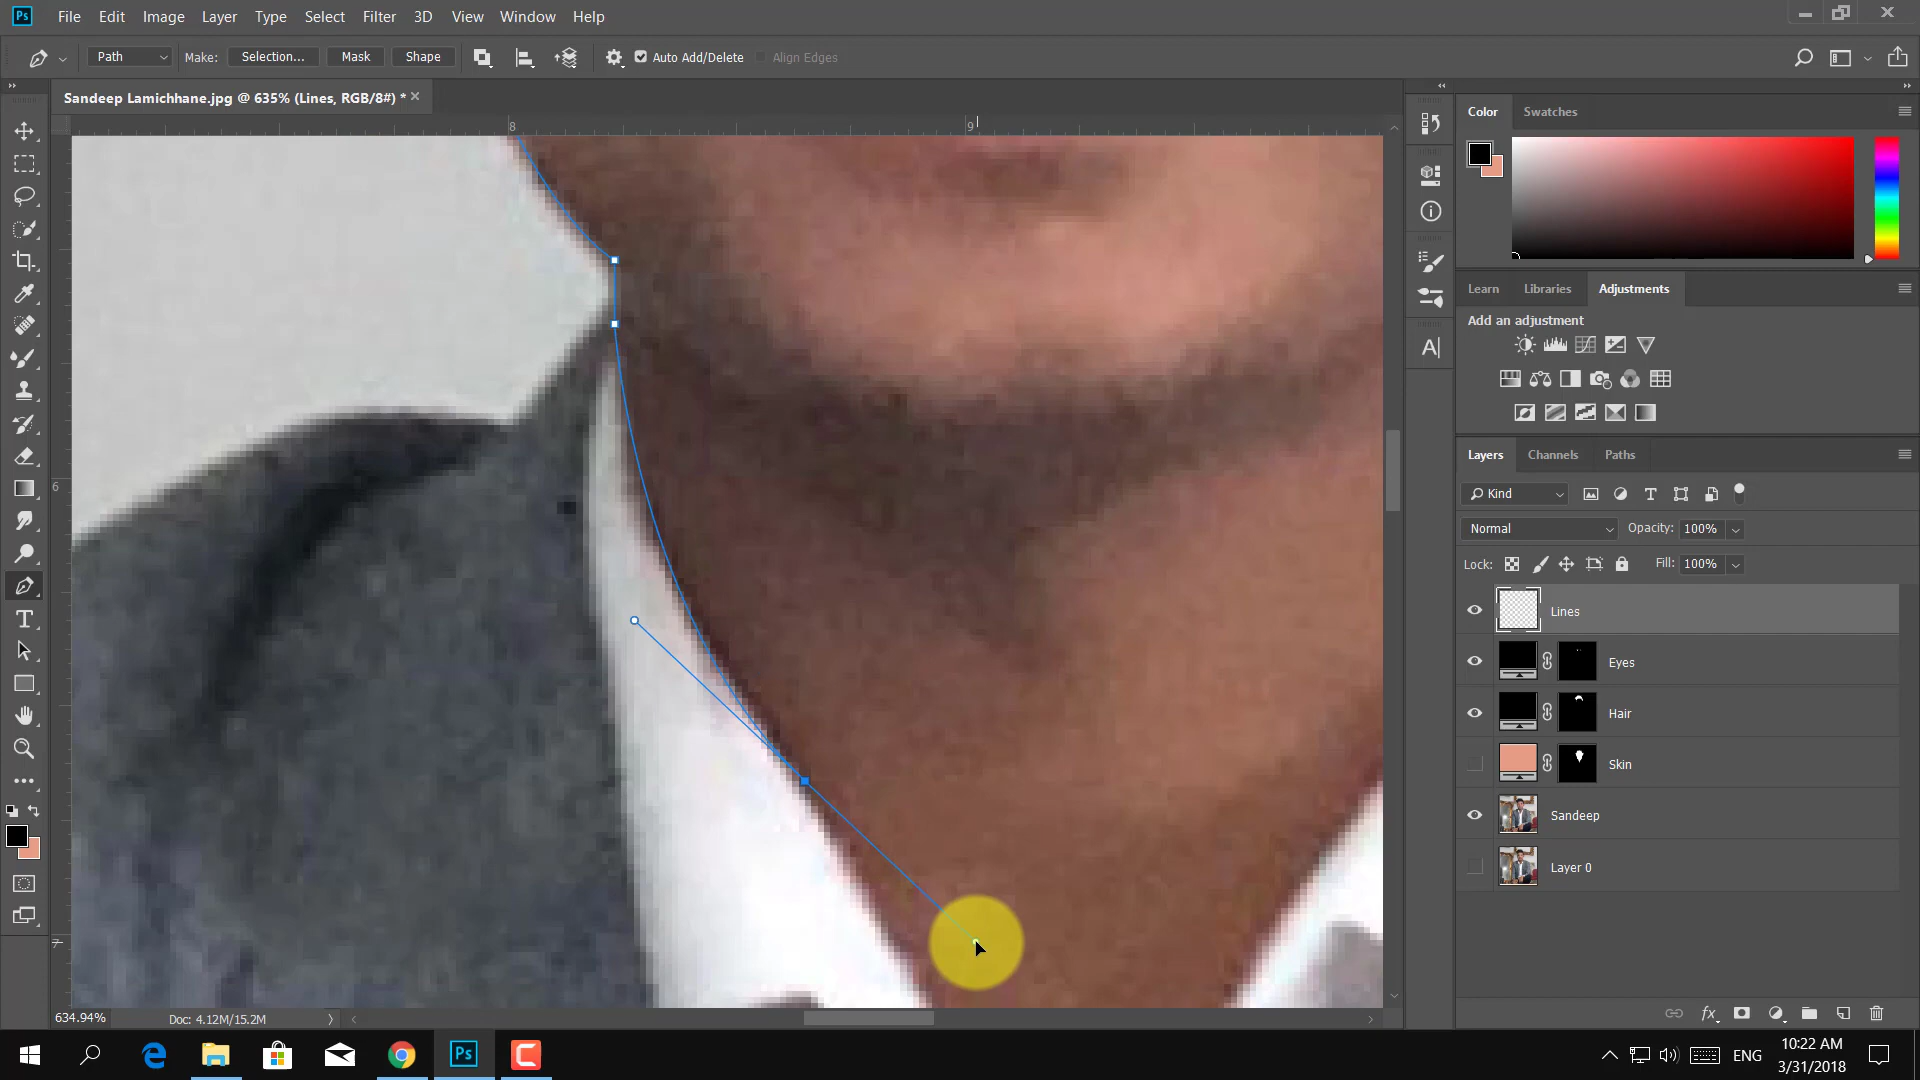 Ps File Edit Image Layer Type Select Filter 3D View Window Help
Path Make: Selection... Mask Shape Auto Add/Delete Align Edges
Sandeep Lamichhane.jpg @ 635% (Lines, RGB/8#) *
8 9
6
7
Color Swatches
Learn Libraries Adjustments
Add an adjustment
Layers Channels Paths
Kind
Normal Opacity: 100%
Lock: Fill: 100%
Lines
Eyes
Hair
Skin
Sandeep
Layer 0
634.94% Doc: 4.12M/15.2M
Ps ENG 10:22 AM
3/31/2018